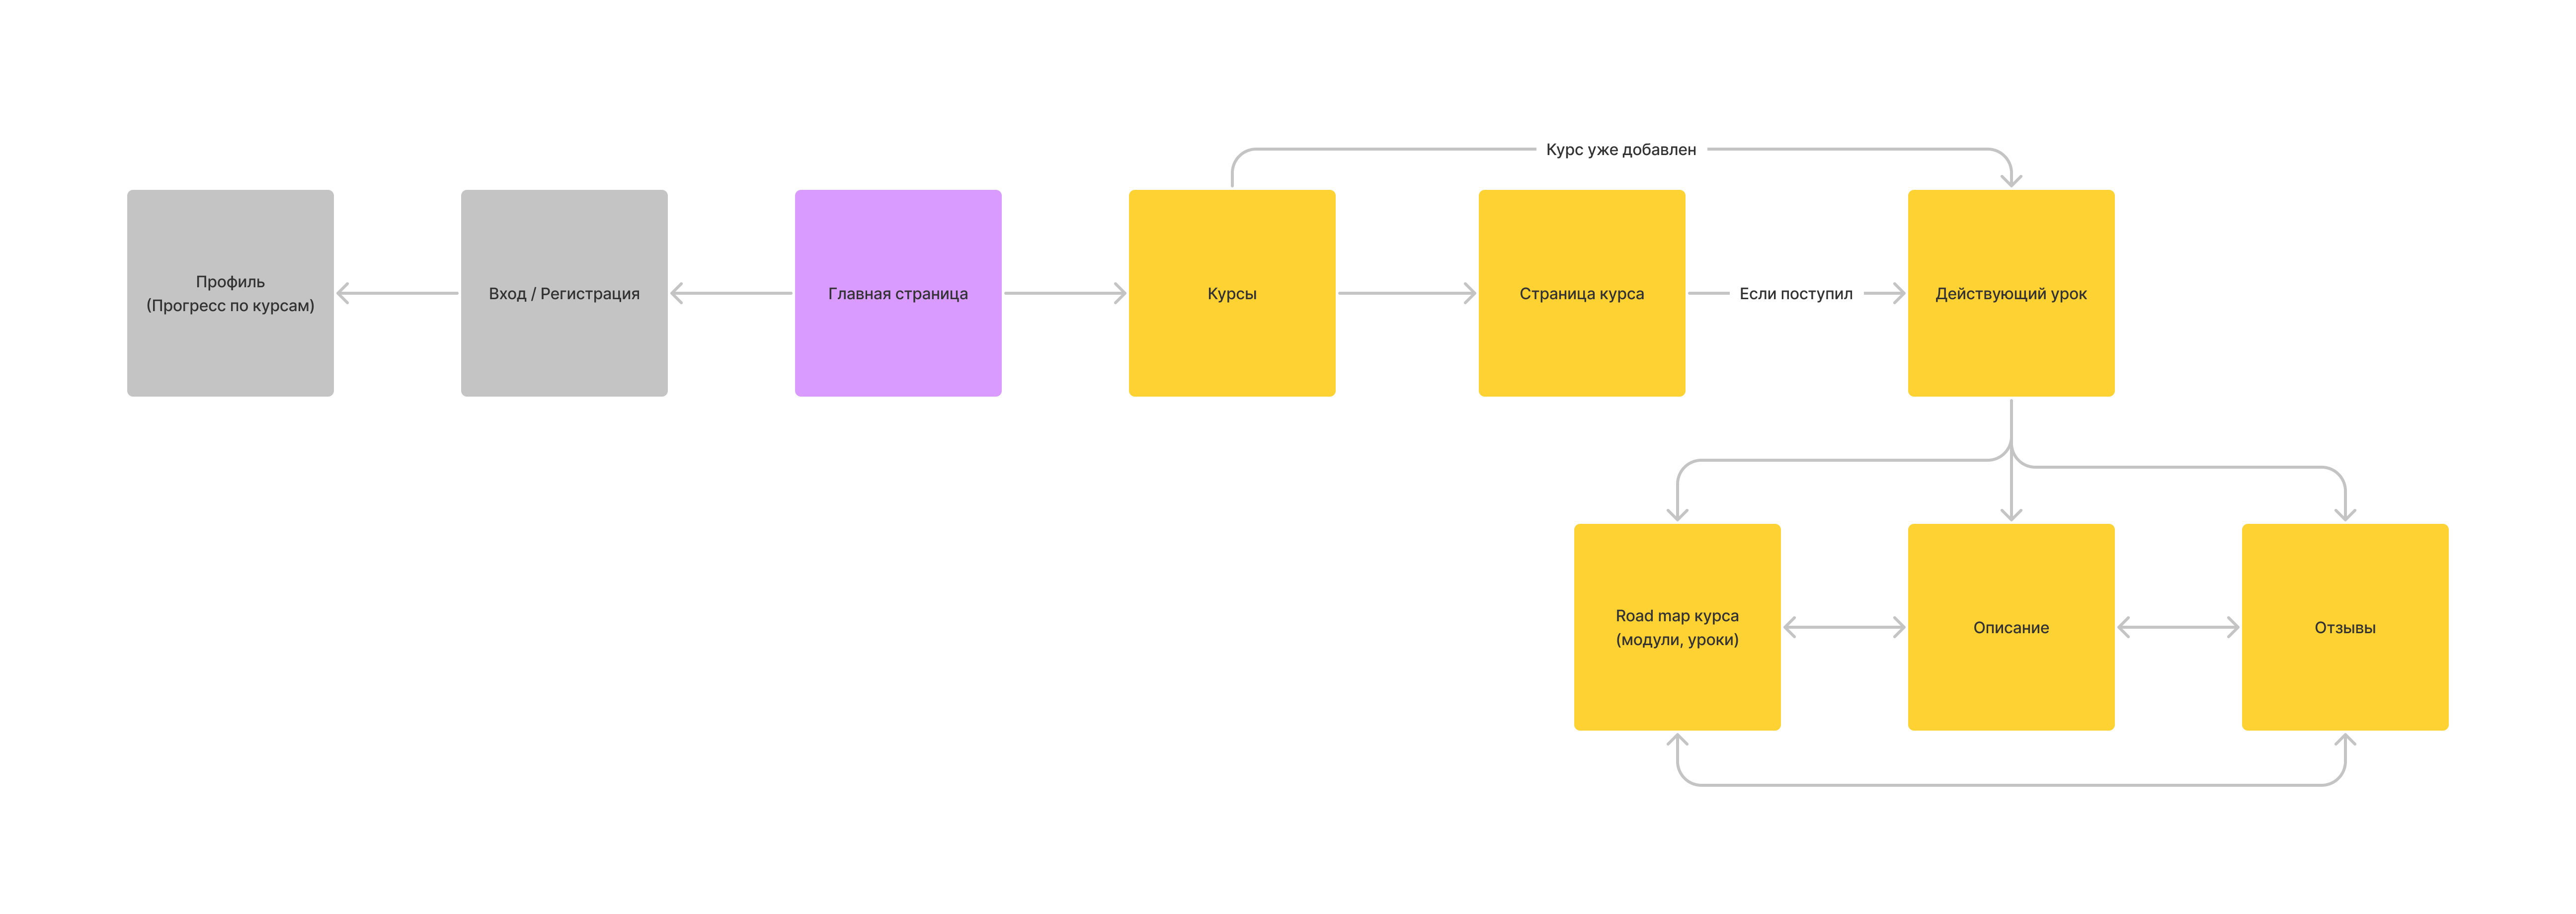 Курс уже добавлен
Профиль
(Прогресс по курсам)
Вход / Регистрация
Главная страница
Курсы
Страница курса
Если поступил
Действующий урок
Road map курса
(модули, уроки)
Описание
Отзывы